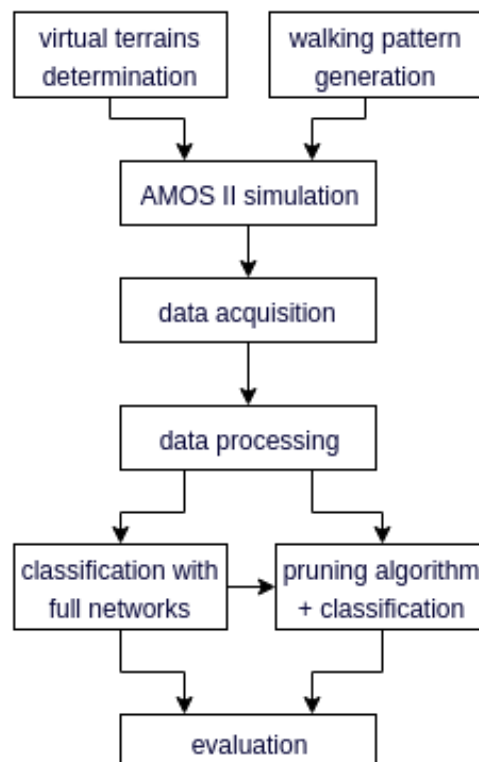 virtual terrains
determination
walking pattern
generation
AMOS II simulation
data acquisition
data processing
classification with
full networks
pruning algorithm
+ classification
evaluation